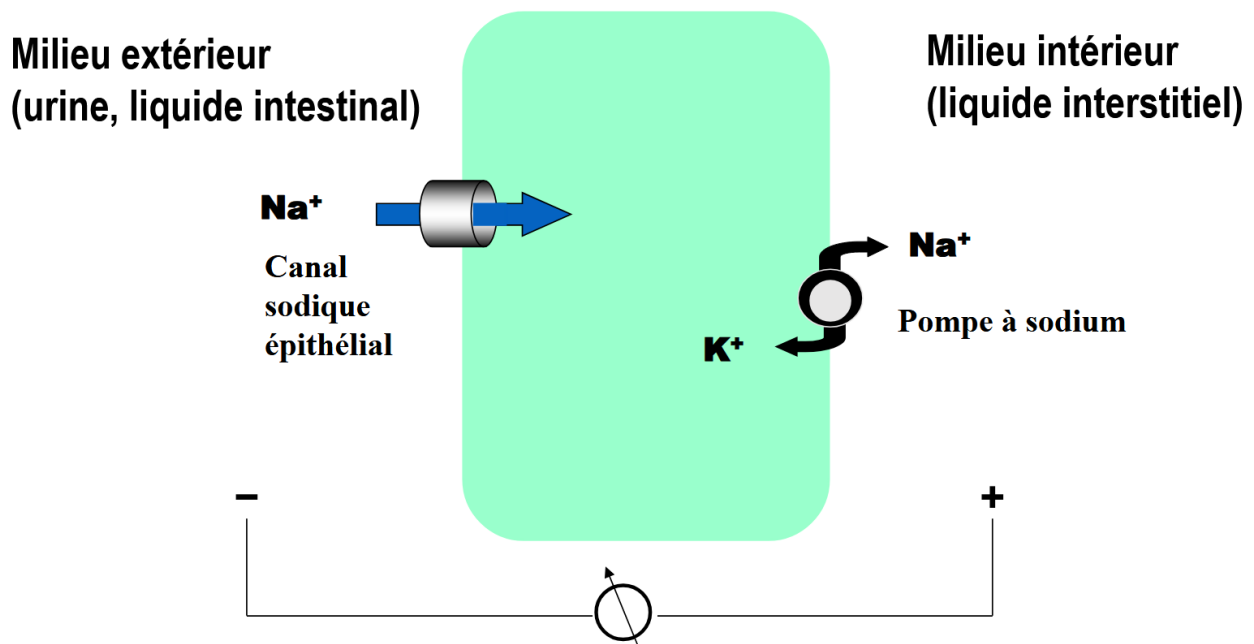 Milieu extérieur
(urine, liquide intestinal)
Milieu intérieur
(liquide interstitiel)
Na⁺
Canal
sodique
épithélial
Na⁺
Pompe à sodium
K⁺
−
+